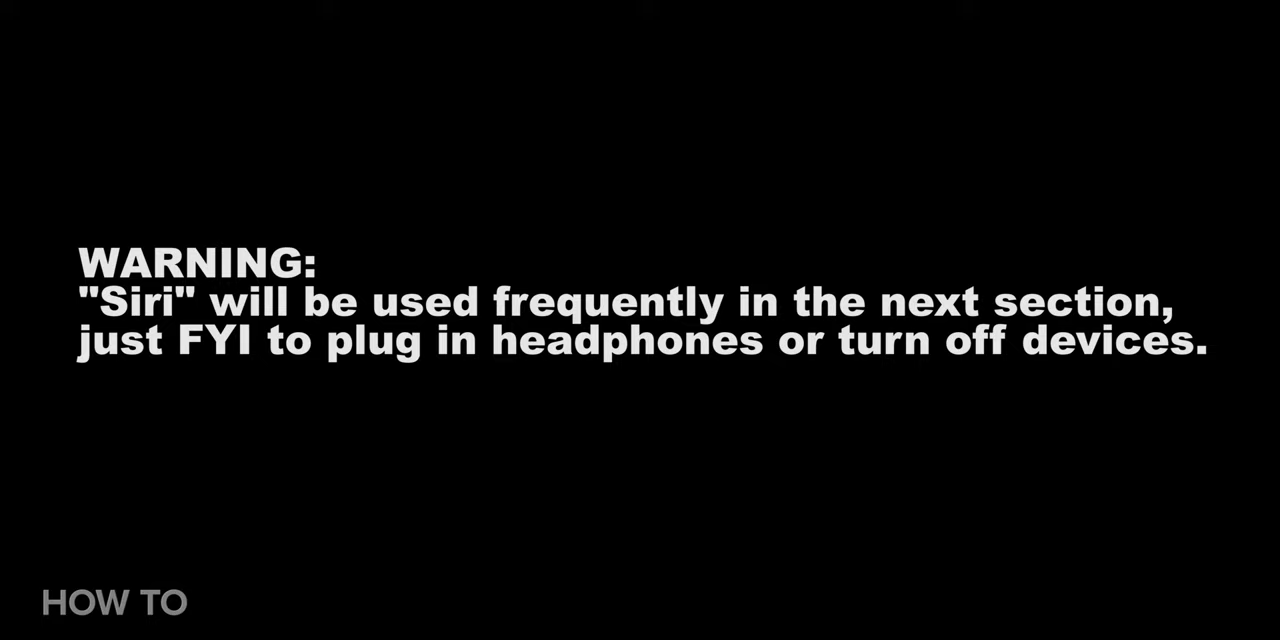 WARNING:
"Siri" will be used frequently in the next section,
just FYI to plug in headphones or turn off devices.
HOW TO